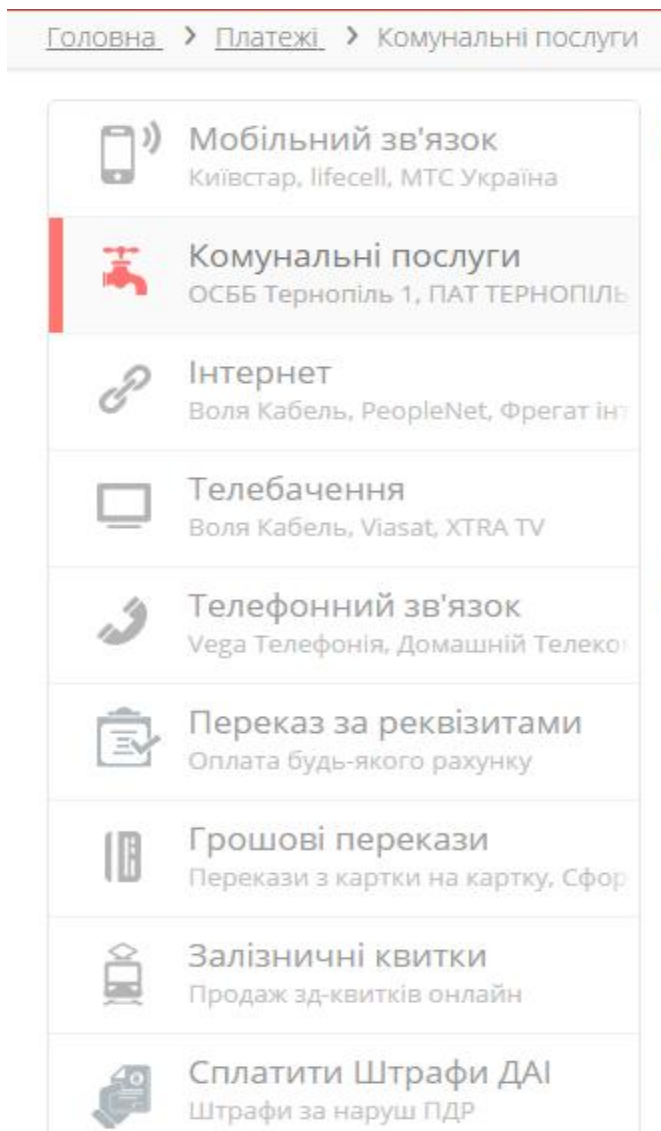 Головна > Платежі > Комунальні послуги
Мобільний зв'язок
Київстар, lifecell, МТС Україна
Комунальні послуги
ОСББ Тернопіль 1, ПАТ ТЕРНОПІЛЬ
Інтернет
Воля Кабель, PeopleNet, Фрегат інт
Телебачення
Воля Кабель, Viasat, XTRA TV
Телефонний зв'язок
Vega Телефонія, Домашній Телеко
Переказ за реквізитами
Оплата будь-якого рахунку
Грошові перекази
Перекази з картки на картку, Сфор
Залізничні квитки
Продаж зд-квитків онлайн
Сплатити Штрафи ДАІ
Штрафи за наруш ПДР